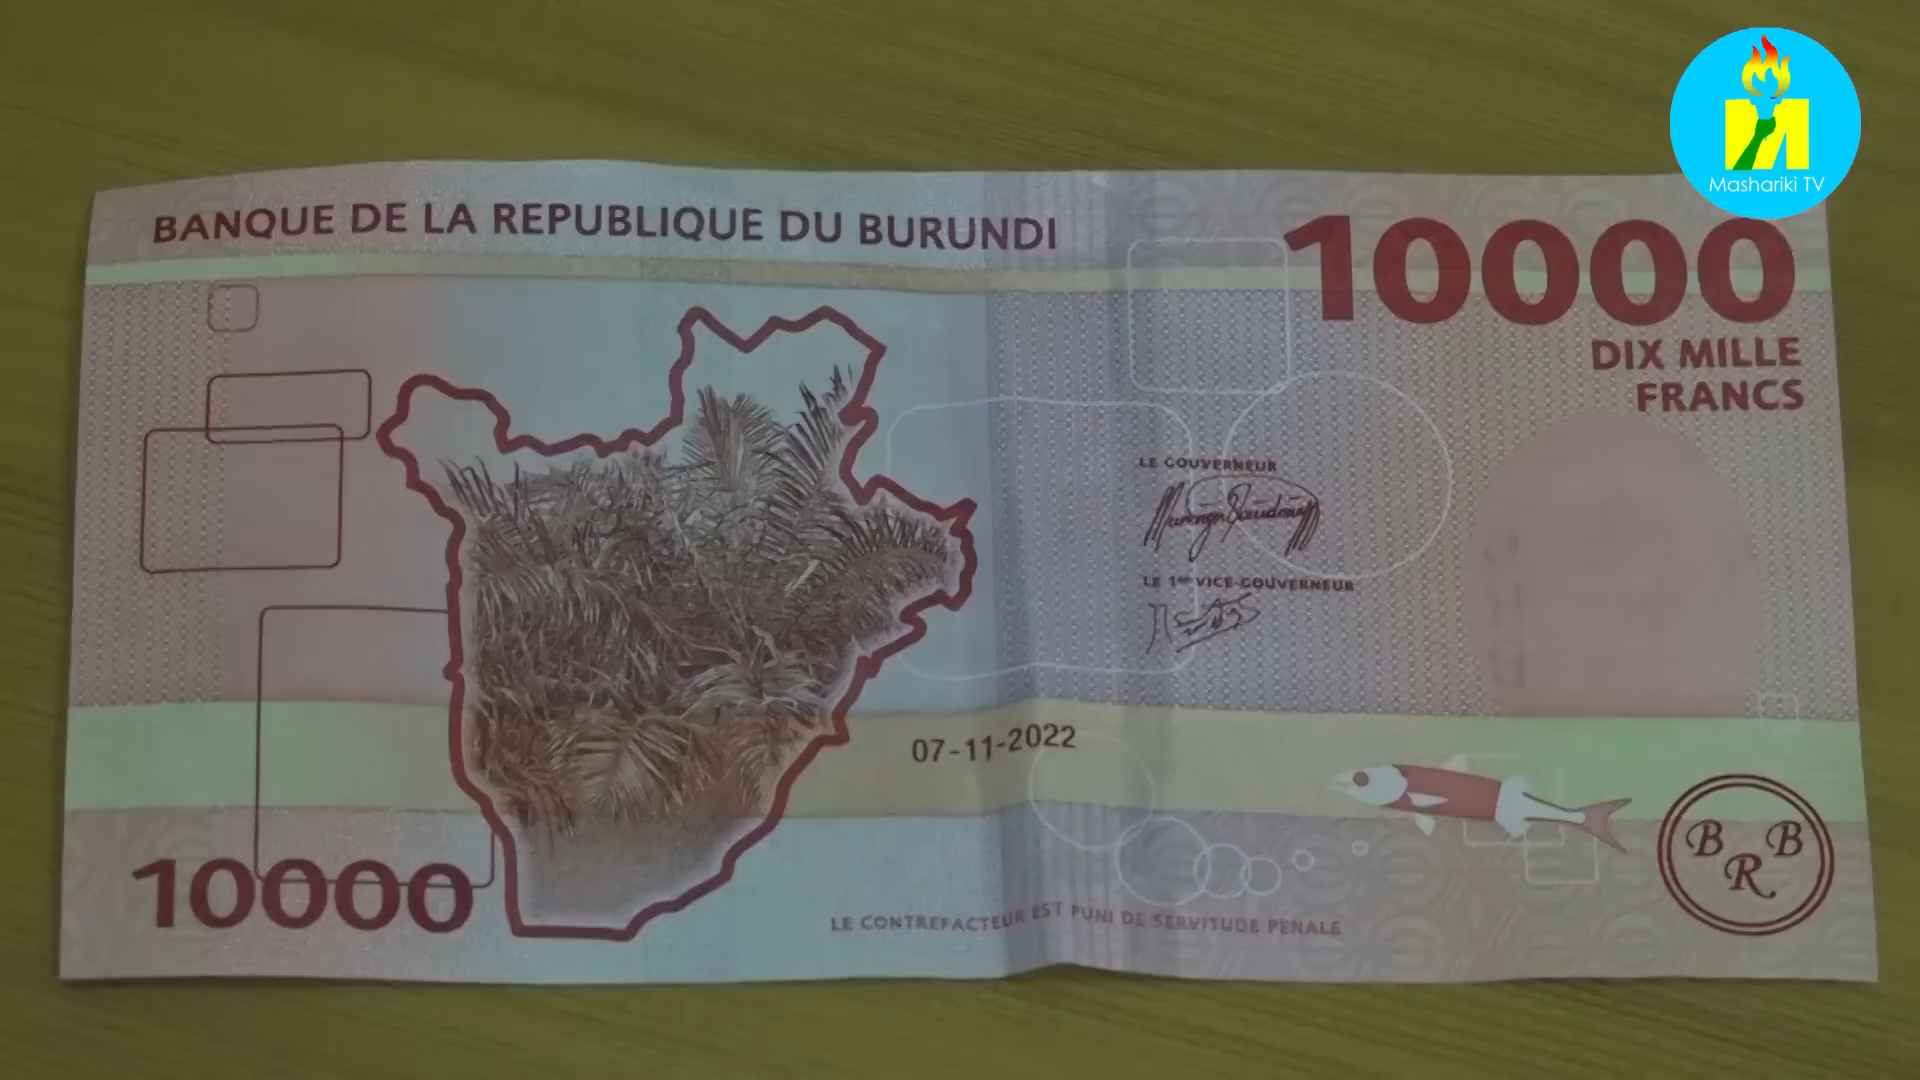 Mashariki TV
BANQUE DE LA REPUBLIQUE DU BURUNDI
10000
DIX MILLE
FRANCS
LE GOUVERNEUR
LE 1er VICE-GOUVERNEUR
07-11-2022
B R B
10000
LE CONTREFACTEUR EST PUNI DE SERVITUDE PENALE